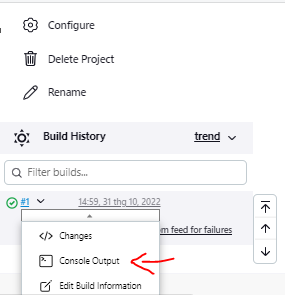 Configure
Delete Project
Rename
Build History trend
Filter builds...
#1 14:59, 31 thg 10, 2022
Changes
feed for failures
Console Output
Edit Build Information